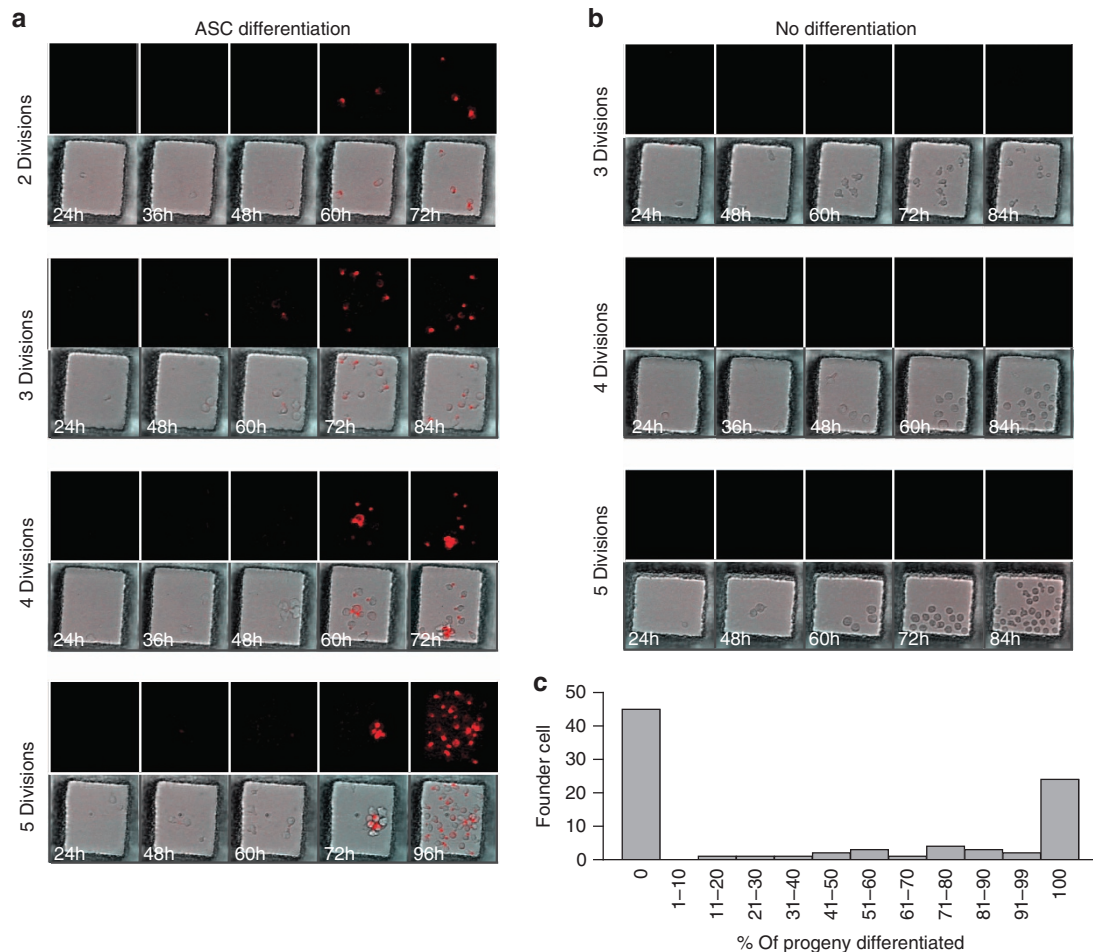 a
ASC differentiation
2 Divisions
24h 36h 48h 60h 72h
3 Divisions
24h 48h 60h 72h 84h
4 Divisions
24h 36h 48h 60h 72h
5 Divisions
24h 48h 60h 72h 96h
b
No differentiation
3 Divisions
24h 48h 60h 72h 84h
4 Divisions
24h 36h 48h 60h 84h
5 Divisions
24h 48h 60h 72h 84h
c
Founder cell
50
40
30
20
10
0
0 1–10 11–20 21–30 31–40 41–50 51–60 61–70 71–80 81–90 91–99 100
% Of progeny differentiated